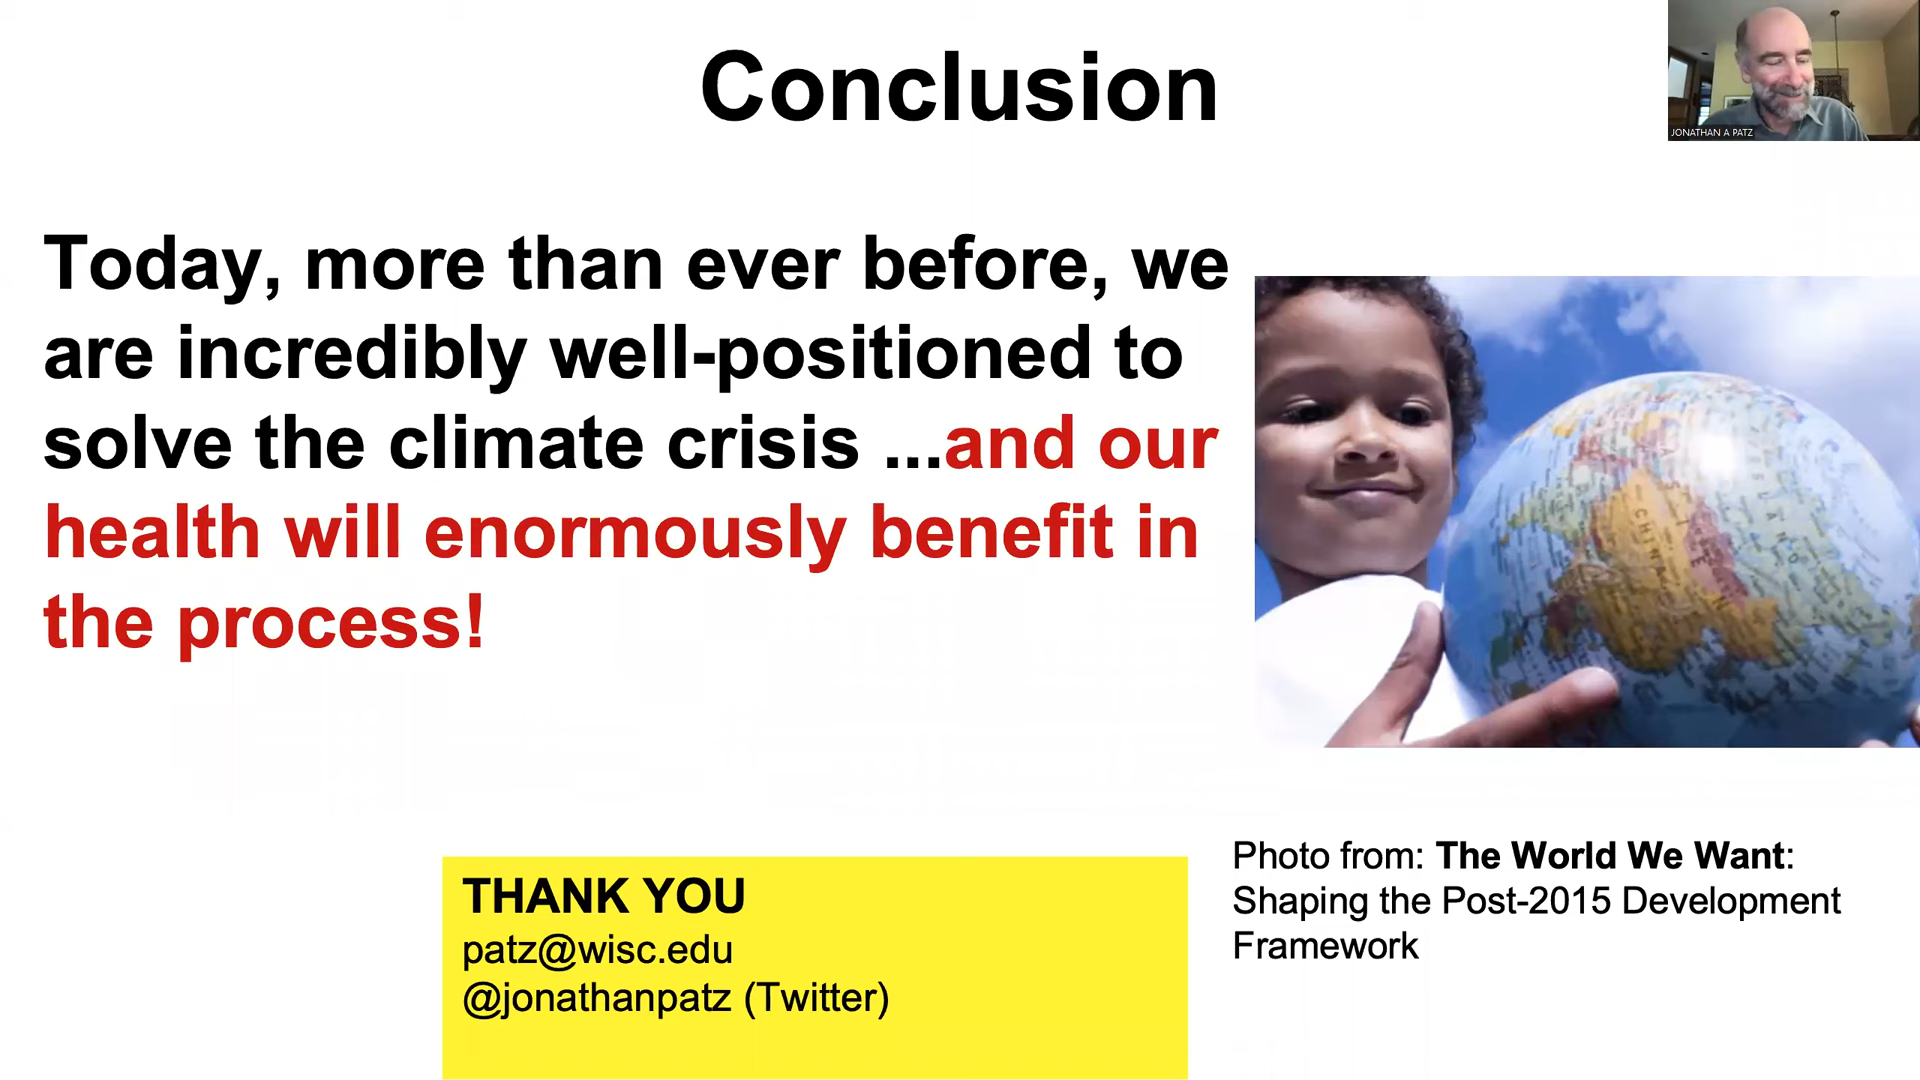 Conclusion
JONATHAN A PATZ
Today, more than ever before, we
are incredibly well-positioned to
solve the climate crisis ...and our
health will enormously benefit in
the process!
CHINA
THANK YOU
patz@wisc.edu
@jonathanpatz (Twitter)
Photo from: The World We Want:
Shaping the Post-2015 Development
Framework